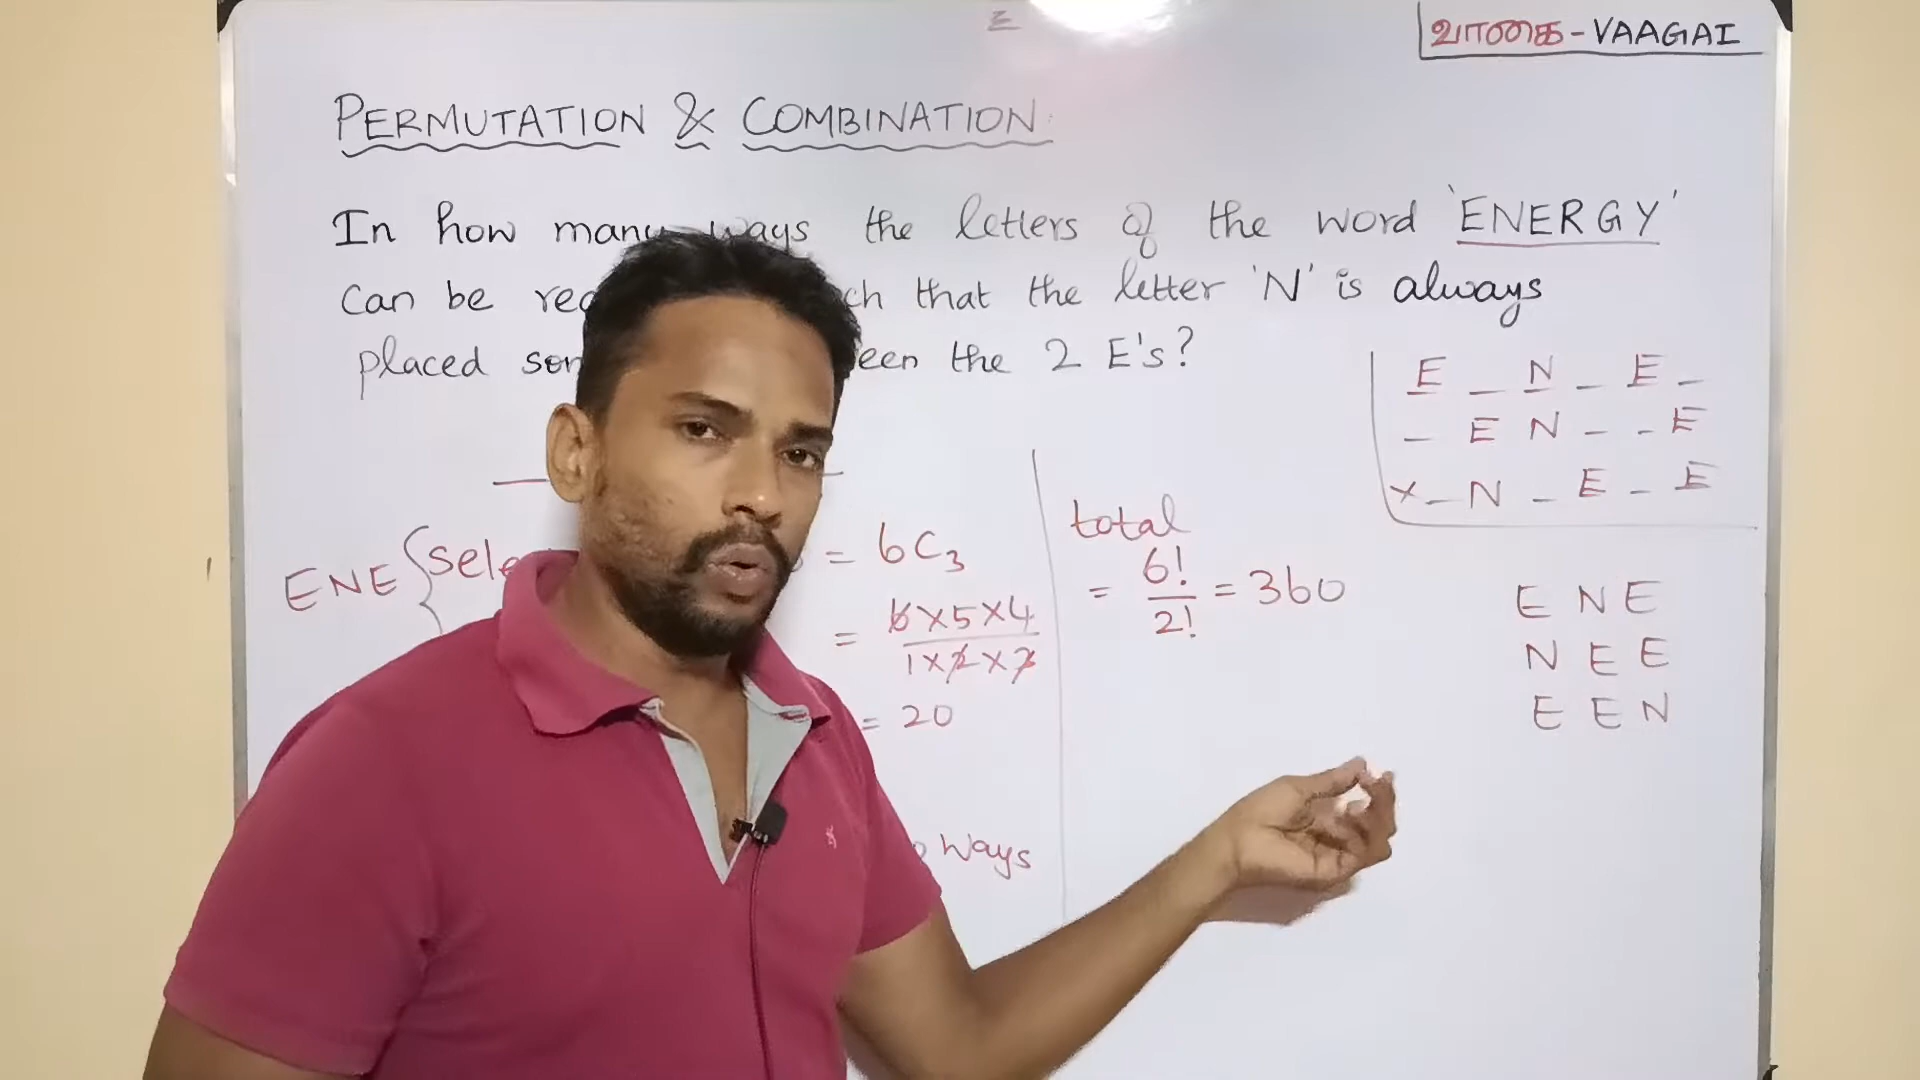 வாகை - VAAGAI
PERMUTATION & COMBINATION
In how many ways the letters of the word 'ENERGY'
can be ch that the letter 'N' is always
placed een the 2 E's?
E _ N _ E _
_ E N _ _ E
x _ N _ E _ E
ENE { sele = 6C3
= 6×5×4 / 1×2×3
= 20
ways
total
= 6!/2! = 360
E N E
N E E
E E N